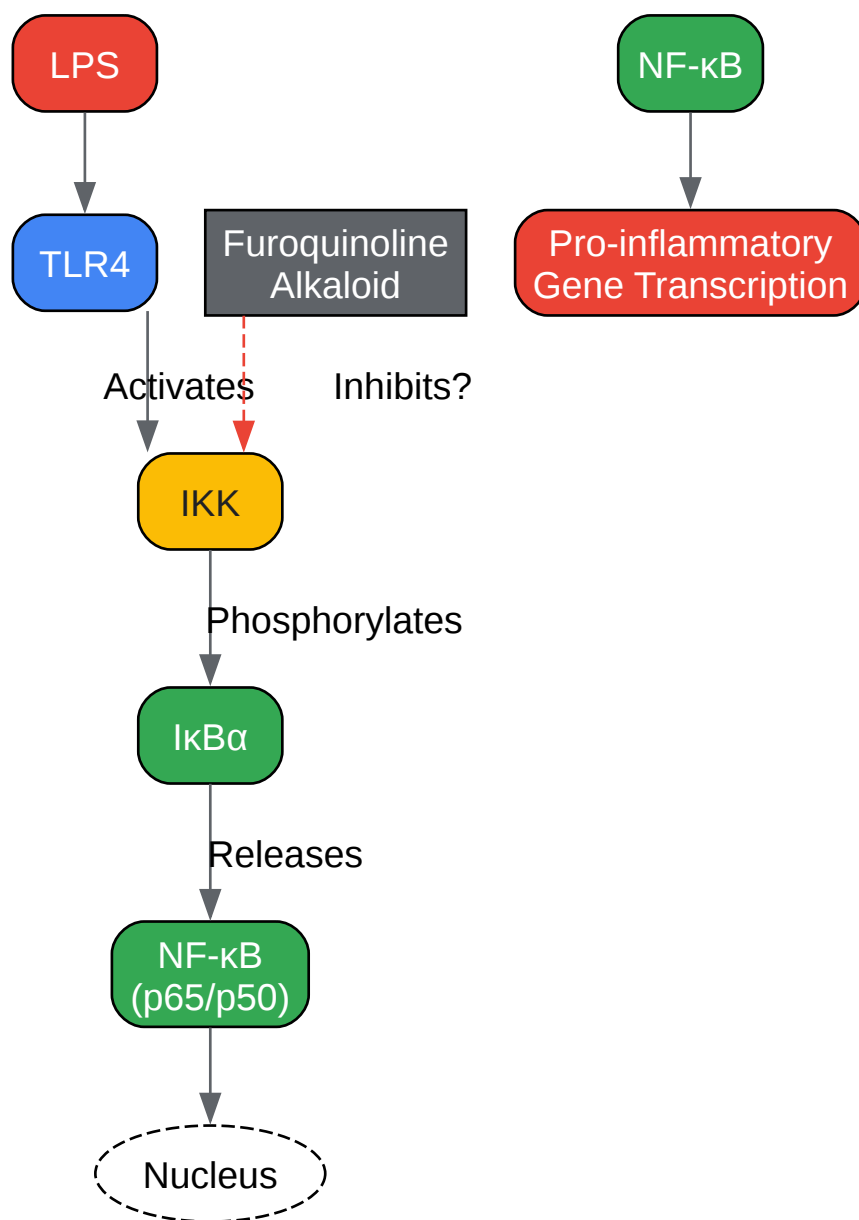 LPS
NF-κB
TLR4
Furoquinoline
Alkaloid
Pro-inflammatory
Gene Transcription
Activates
Inhibits?
IKK
Phosphorylates
IκBα
Releases
NF-κB
(p65/p50)
Nucleus